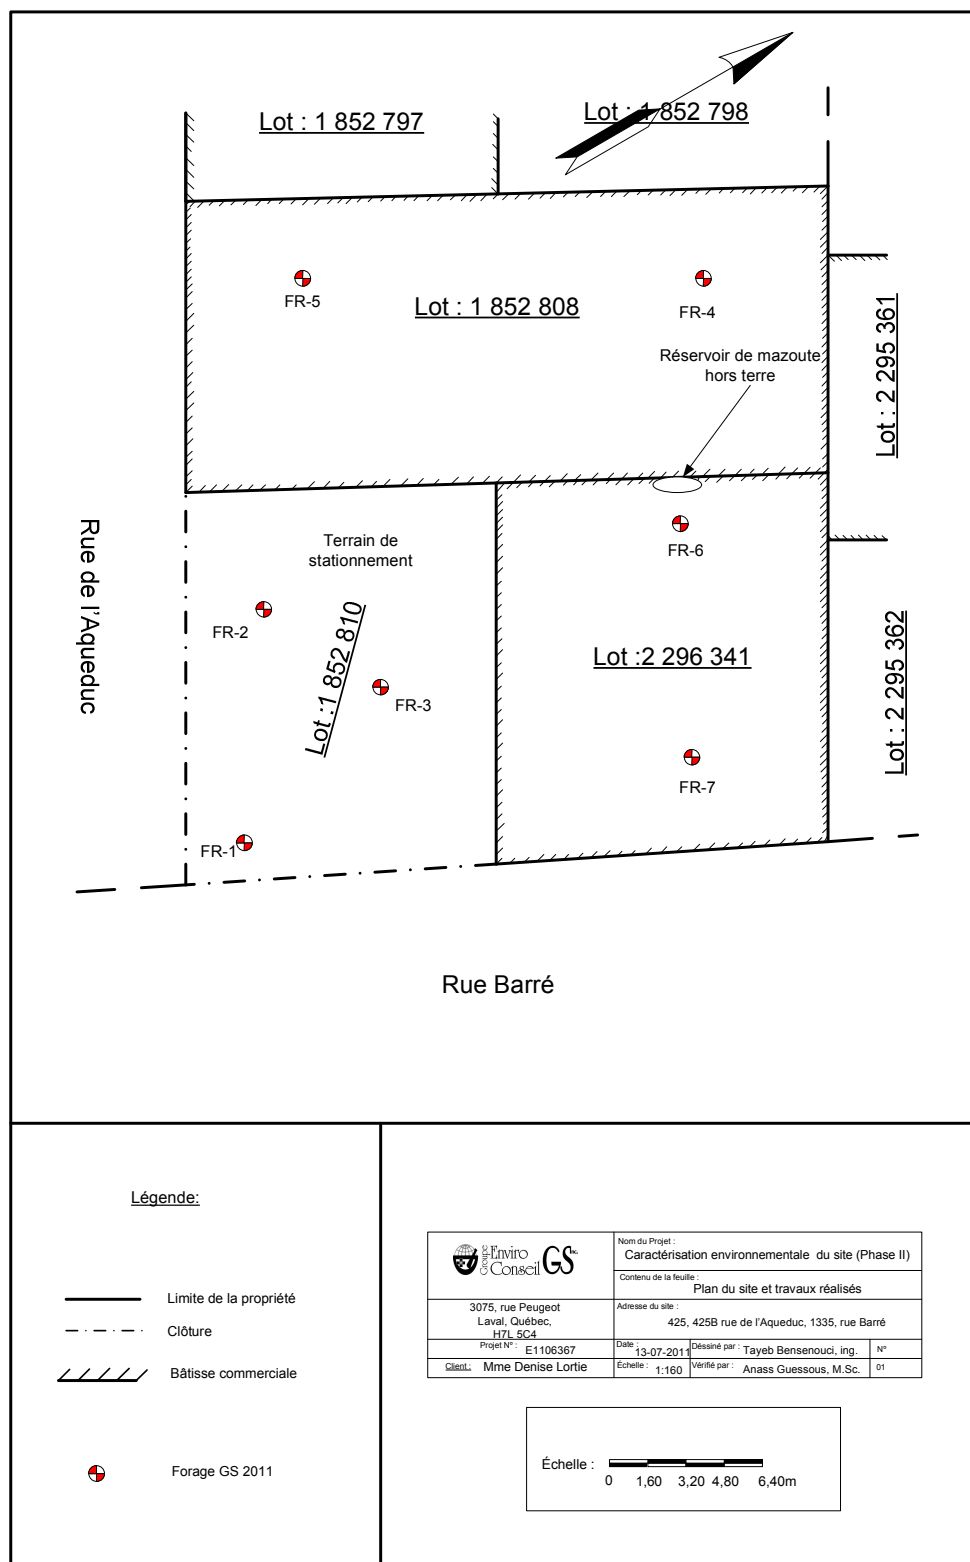 Lot : 1 852 797
Lot : 1 852 798
FR-5
Lot : 1 852 808
FR-4
Réservoir de mazoute
hors terre
Lot : 2 295 361
Rue de l'Aqueduc
Terrain de
stationnement
FR-6
FR-2
Lot :1 852 810
Lot :2 296 341
Lot : 2 295 362
FR-3
FR-7
FR-1
Rue Barré
Légende:
Limite de la propriété
Clôture
Bâtisse commerciale
Forage GS 2011
Groupe
Enviro
Conseil GS inc.
Nom du Projet :
Caractérisation environnementale du site (Phase II)
Contenu de la feuille :
Plan du site et travaux réalisés
3075, rue Peugeot
Laval, Québec,
H7L 5C4
Adresse du site :
425, 425B rue de l'Aqueduc, 1335, rue Barré
Projet Nº : E1106367
Date : 13-07-2011
Déssiné par : Tayeb Bensenouci, ing.
Nº
Client : Mme Denise Lortie
Échelle : 1:160
Vérifié par : Anass Guessous, M.Sc.
01
Échelle :
0 1,60 3,20 4,80 6,40m